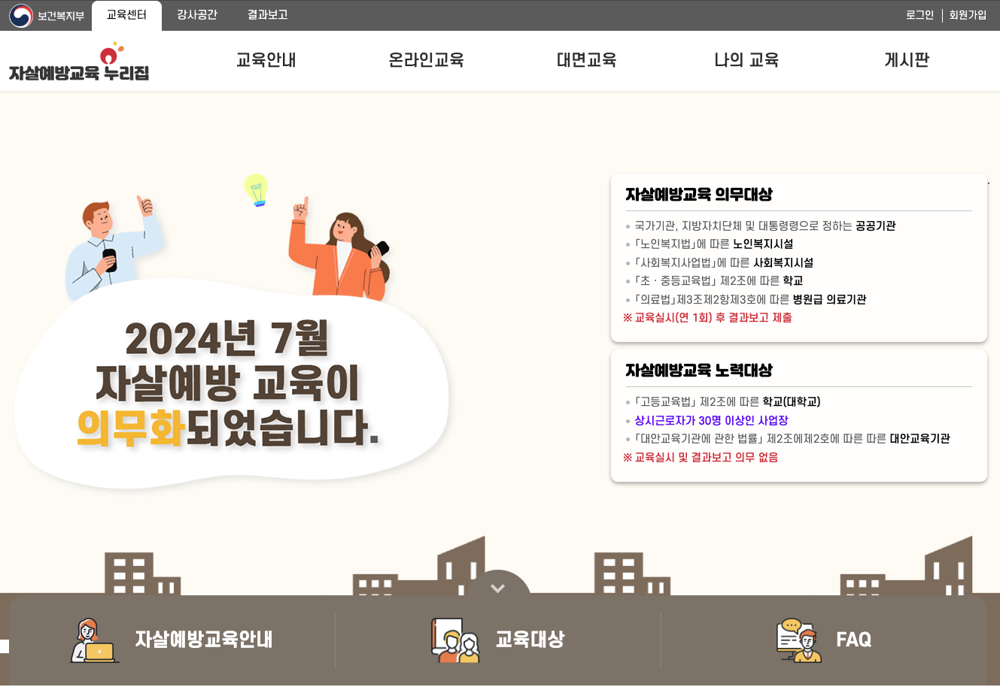 보건복지부
교육센터
강사공간
결과보고
로그인
회원가입
자살예방교육 누리집
교육안내
온라인교육
대면교육
나의 교육
게시판
2024년 7월
자살예방 교육이
의무화되었습니다.
자살예방교육 의무대상
국가기관, 지방자치단체 및 대통령령으로 정하는 공공기관
「노인복지법」에 따른 노인복지시설
「사회복지사업법」에 따른 사회복지시설
「초ㆍ중등교육법」 제2조에 따른 학교
「의료법」제3조제2항제3호에 따른 병원급 의료기관
※ 교육실시(연 1회) 후 결과보고 제출
자살예방교육 노력대상
「고등교육법」 제2조에 따른 학교(대학교)
상시근로자가 30명 이상인 사업장
「대안교육기관에 관한 법률」 제2조에제2호에 따른 따른 대안교육기관
※ 교육실시 및 결과보고 의무 없음
자살예방교육안내
교육대상
FAQ